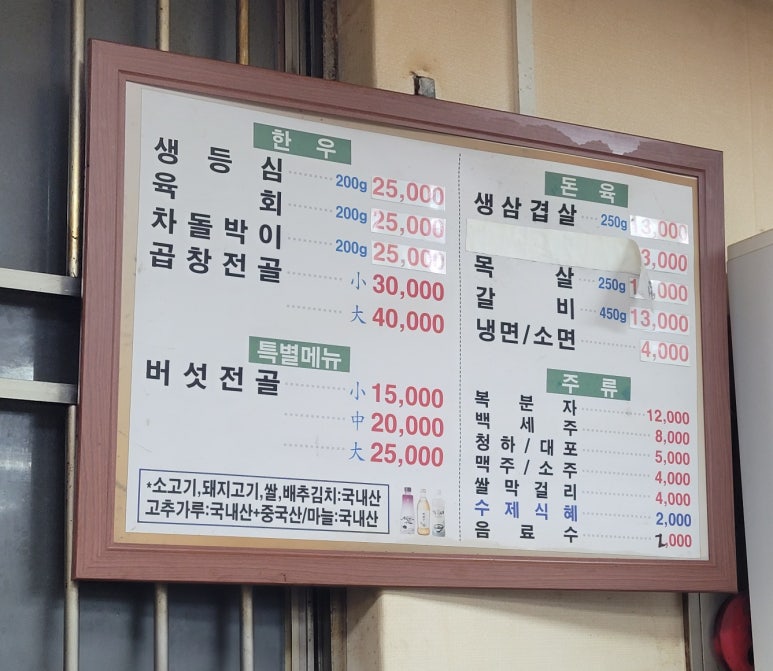 한우
생등심 200g 25,000
육회 200g 25,000
차돌박이 200g 25,000
곱창전골 小 30,000
大 40,000
특별메뉴
버섯전골 小 15,000
中 20,000
大 25,000
*소고기,돼지고기,쌀,배추김치:국내산
고추가루:국내산+중국산/마늘:국내산
돈육
생삼겹살 250g 13,000
3,000
목살 250g
갈비 450g 13,000
냉면/소면 4,000
주류
복분자 12,000
백세주 8,000
청하/대포 5,000
맥주/소주 4,000
쌀막걸리 4,000
수제식혜 2,000
음료수 2,000